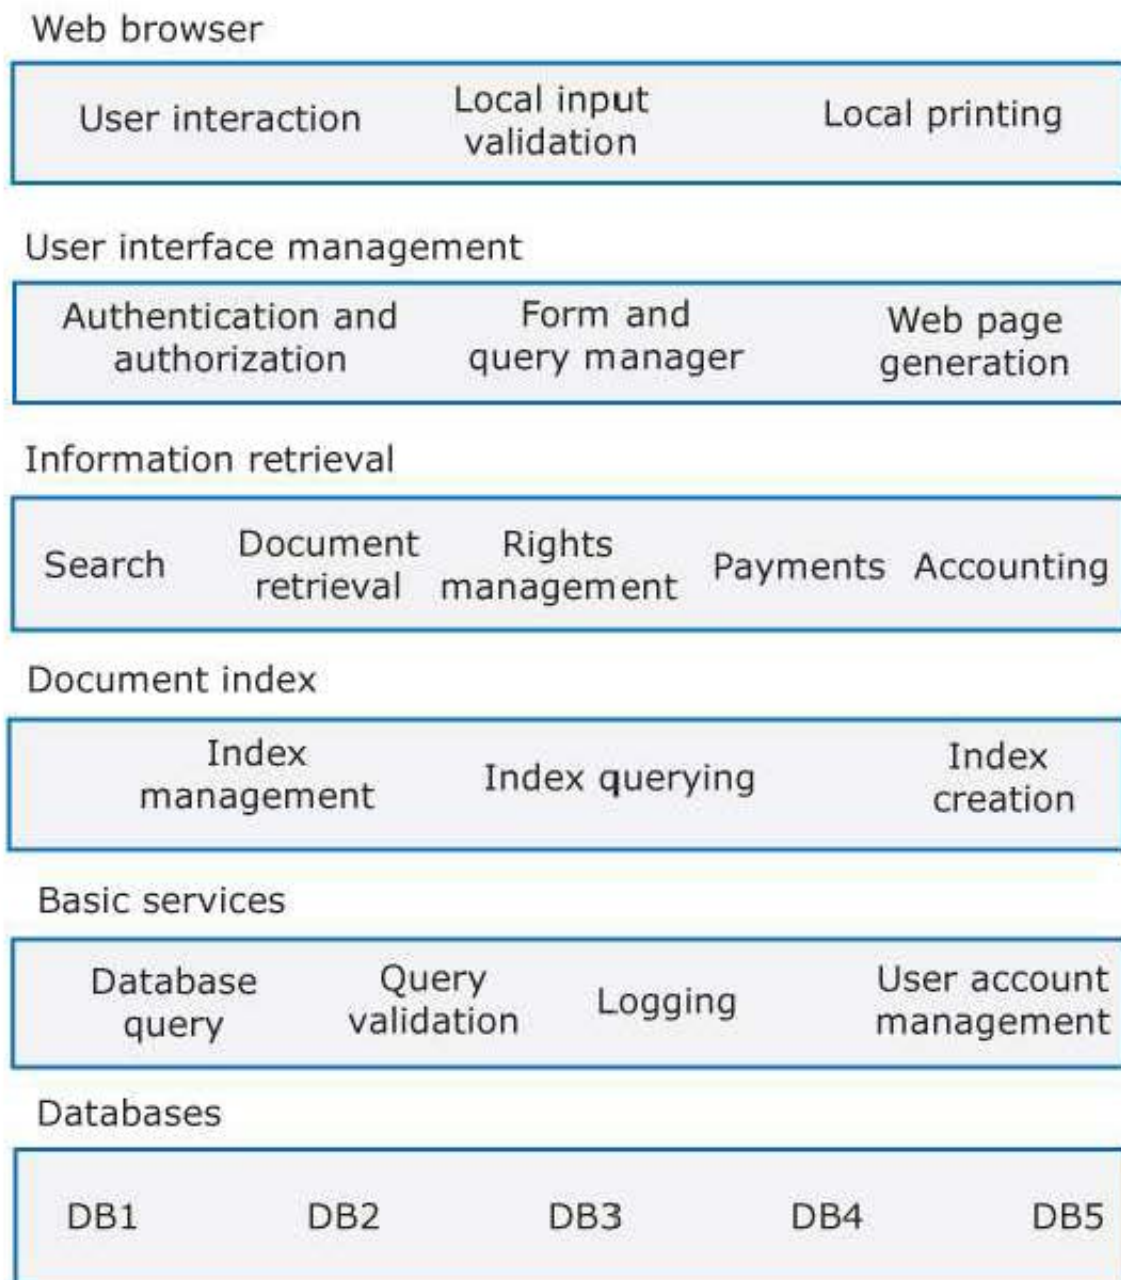 Web browser
User interaction
Local input
validation
Local printing
User interface management
Authentication and
authorization
Form and
query manager
Web page
generation
Information retrieval
Search
Document
retrieval
Rights
management
Payments
Accounting
Document index
Index
management
Index querying
Index
creation
Basic services
Database
query
Query
validation
Logging
User account
management
Databases
DB1
DB2
DB3
DB4
DB5